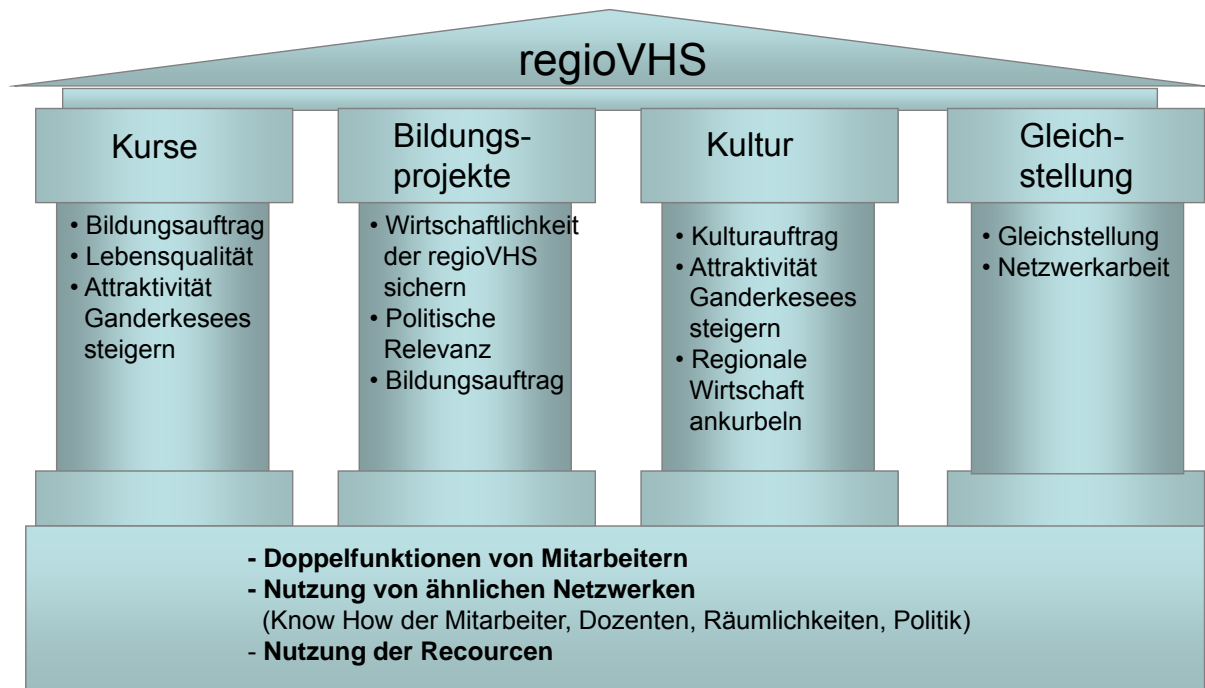 regioVHS
Kurse
• Bildungsauftrag
• Lebensqualität
• Attraktivität
Ganderkesees
steigern
Bildungs-
projekte
• Wirtschaftlichkeit
der regioVHS
sichern
• Politische
Relevanz
• Bildungsauftrag
Kultur
• Kulturauftrag
• Attraktivität
Ganderkesees
steigern
• Regionale
Wirtschaft
ankurbeln
Gleich-
stellung
• Gleichstellung
• Netzwerkarbeit
- Doppelfunktionen von Mitarbeitern
- Nutzung von ähnlichen Netzwerken
(Know How der Mitarbeiter, Dozenten, Räumlichkeiten, Politik)
- Nutzung der Recourcen